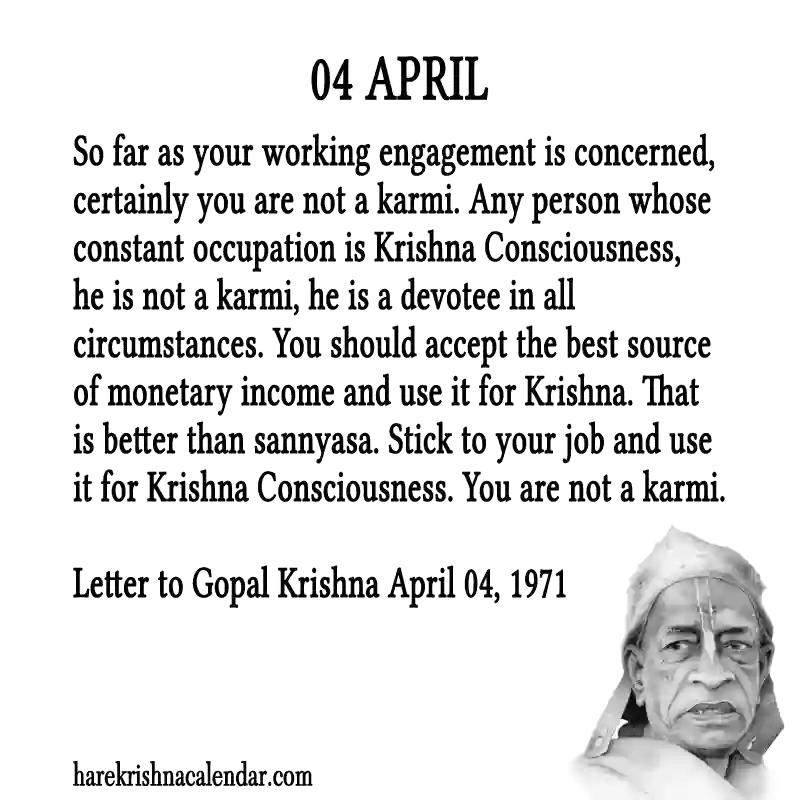 04 APRIL
So far as your working engagement is concerned,
certainly you are not a karmi. Any person whose
constant occupation is Krishna Consciousness,
he is not a karmi, he is a devotee in all
circumstances. You should accept the best source
of monetary income and use it for Krishna. That
is better than sannyasa. Stick to your job and use
it for Krishna Consciousness. You are not a karmi.
Letter to Gopal Krishna April 04, 1971
harekrishnacalendar.com